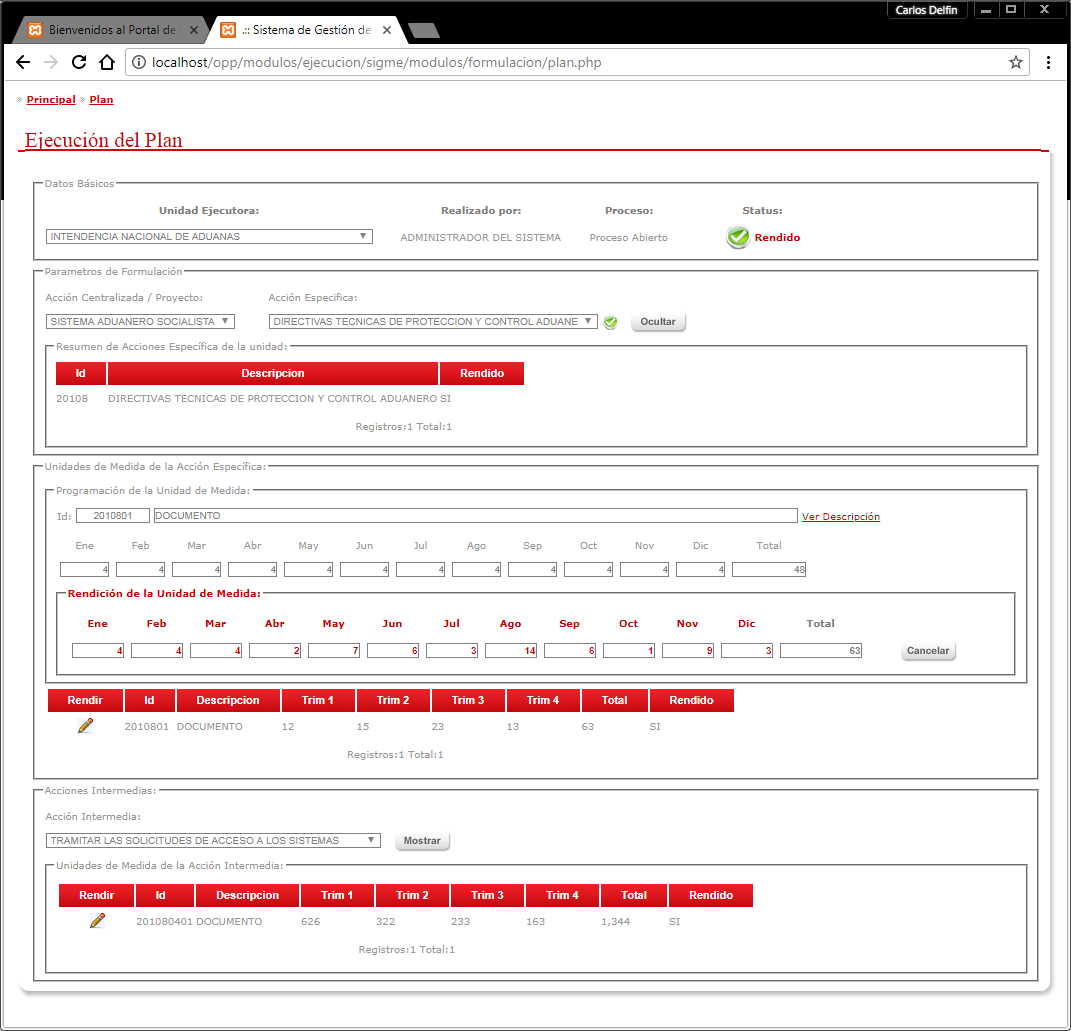 Carlos Delfin
Bienvenidos al Portal de
.:: Sistema de Gestión de
localhost/opp/modulos/ejecucion/sigme/modulos/formulacion/plan.php
» Principal » Plan
Ejecución del Plan
Datos Básicos
Unidad Ejecutora: Realizado por: Proceso: Status:
INTENDENCIA NACIONAL DE ADUANAS ADMINISTRADOR DEL SISTEMA Proceso Abierto Rendido
Parametros de Formulación
Acción Centralizada / Proyecto: Acción Especifica:
SISTEMA ADUANERO SOCIALISTA DIRECTIVAS TECNICAS DE PROTECCION Y CONTROL ADUANE Ocultar
Resumen de Acciones Específica de la unidad:
Id Descripcion Rendido
20108 DIRECTIVAS TECNICAS DE PROTECCION Y CONTROL ADUANERO SI
Registros:1 Total:1
Unidades de Medida de la Acción Específica:
Programación de la Unidad de Medida:
Id: 2010801 DOCUMENTO Ver Descripción
Ene Feb Mar Abr May Jun Jul Ago Sep Oct Nov Dic Total
4 4 4 4 4 4 4 4 4 4 4 4 48
Rendición de la Unidad de Medida:
Ene Feb Mar Abr May Jun Jul Ago Sep Oct Nov Dic Total
4 4 4 2 7 6 3 14 6 1 9 3 63 Cancelar
Rendir Id Descripcion Trim 1 Trim 2 Trim 3 Trim 4 Total Rendido
2010801 DOCUMENTO 12 15 23 13 63 SI
Registros:1 Total:1
Acciones Intermedias:
Acción Intermedia:
TRAMITAR LAS SOLICITUDES DE ACCESO A LOS SISTEMAS Mostrar
Unidades de Medida de la Acción Intermedia:
Rendir Id Descripcion Trim 1 Trim 2 Trim 3 Trim 4 Total Rendido
201080401 DOCUMENTO 626 322 233 163 1,344 SI
Registros:1 Total:1